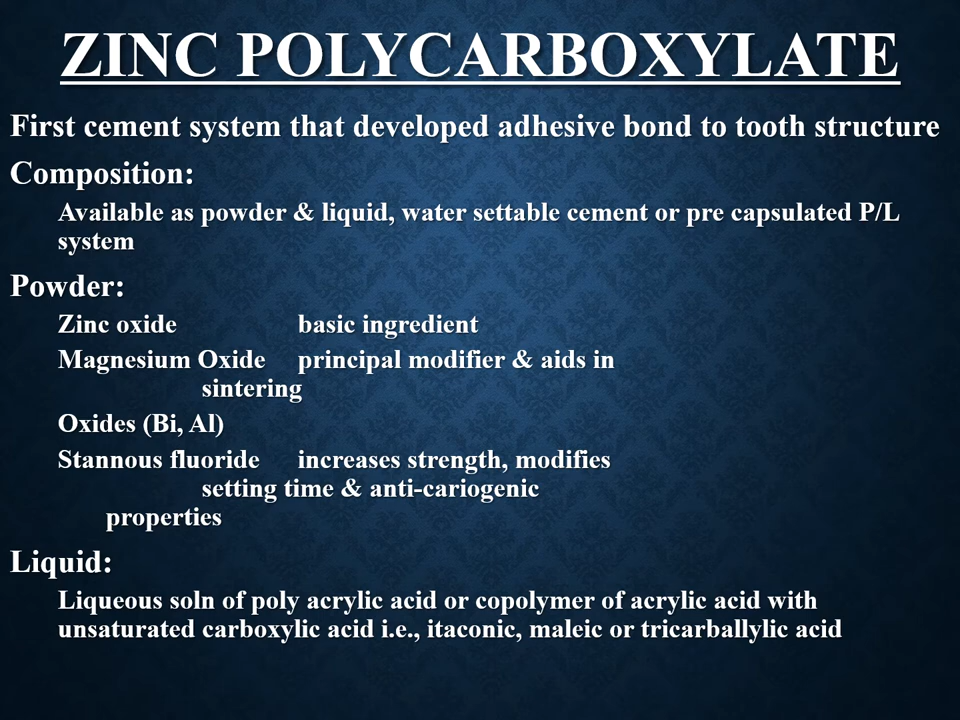 ZINC POLYCARBOXYLATE
First cement system that developed adhesive bond to tooth structure
Composition:
Available as powder & liquid, water settable cement or pre capsulated P/L
system
Powder:
Zinc oxide basic ingredient
Magnesium Oxide principal modifier & aids in
sintering
Oxides (Bi, Al)
Stannous fluoride increases strength, modifies
setting time & anti-cariogenic
properties
Liquid:
Liqueous soln of poly acrylic acid or copolymer of acrylic acid with
unsaturated carboxylic acid i.e., itaconic, maleic or tricarballylic acid